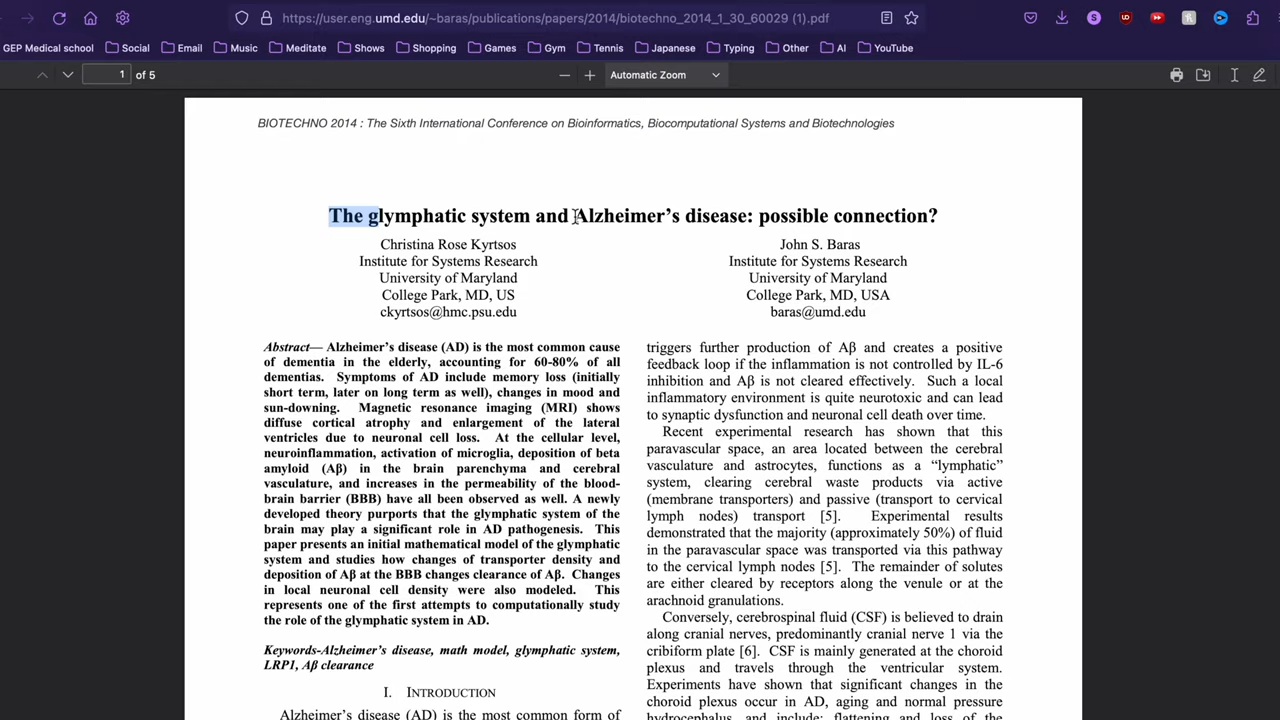 https://user.eng.umd.edu/~baras/publications/papers/2014/biotechno_2014_1_30_60029 (1).pdf
GEP Medical school
Social
Email
Music
Meditate
Shows
Shopping
Games
Gym
Tennis
Japanese
Typing
Other
AI
YouTube
1 of 5
Automatic Zoom
BIOTECHNO 2014 : The Sixth International Conference on Bioinformatics, Biocomputational Systems and Biotechnologies
The glymphatic system and Alzheimer's disease: possible connection?
Christina Rose Kyrtsos
Institute for Systems Research
University of Maryland
College Park, MD, US
ckyrtsos@hmc.psu.edu
John S. Baras
Institute for Systems Research
University of Maryland
College Park, MD, USA
baras@umd.edu
Abstract— Alzheimer's disease (AD) is the most common cause
of dementia in the elderly, accounting for 60-80% of all
dementias. Symptoms of AD include memory loss (initially
short term, later on long term as well), changes in mood and
sun-downing. Magnetic resonance imaging (MRI) shows
diffuse cortical atrophy and enlargement of the lateral
ventricles due to neuronal cell loss. At the cellular level,
neuroinflammation, activation of microglia, deposition of beta
amyloid (Aβ) in the brain parenchyma and cerebral
vasculature, and increases in the permeability of the blood-
brain barrier (BBB) have all been observed as well. A newly
developed theory purports that the glymphatic system of the
brain may play a significant role in AD pathogenesis. This
paper presents an initial mathematical model of the glymphatic
system and studies how changes of transporter density and
deposition of Aβ at the BBB changes clearance of Aβ. Changes
in local neuronal cell density were also modeled. This
represents one of the first attempts to computationally study
the role of the glymphatic system in AD.
Keywords-Alzheimer's disease, math model, glymphatic system,
LRP1, Aβ clearance
I. INTRODUCTION
Alzheimer's disease (AD) is the most common form of
triggers further production of Aβ and creates a positive
feedback loop if the inflammation is not controlled by IL-6
inhibition and Aβ is not cleared effectively. Such a local
inflammatory environment is quite neurotoxic and can lead
to synaptic dysfunction and neuronal cell death over time.
Recent experimental research has shown that this
paravascular space, an area located between the cerebral
vasculature and astrocytes, functions as a “lymphatic”
system, clearing cerebral waste products via active
(membrane transporters) and passive (transport to cervical
lymph nodes) transport [5]. Experimental results
demonstrated that the majority (approximately 50%) of fluid
in the paravascular space was transported via this pathway
to the cervical lymph nodes [5]. The remainder of solutes
are either cleared by receptors along the venule or at the
arachnoid granulations.
Conversely, cerebrospinal fluid (CSF) is believed to drain
along cranial nerves, predominantly cranial nerve 1 via the
cribiform plate [6]. CSF is mainly generated at the choroid
plexus and travels through the ventricular system.
Experiments have shown that significant changes in the
choroid plexus occur in AD, aging and normal pressure
hydrocephalus, and include: flattening and loss of the